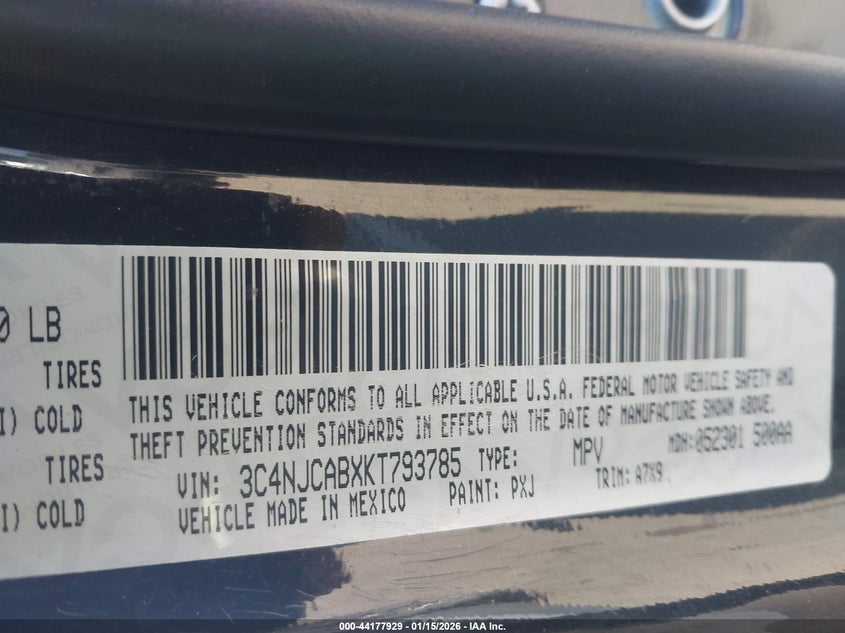 0 LB
TIRES
I) COLD
TIRES
I) COLD
THIS VEHICLE CONFORMS TO ALL APPLICABLE U.S.A. FEDERAL MOTOR VEHICLE SAFETY AND
THEFT PREVENTION STANDARDS IN EFFECT ON THE DATE OF MANUFACTURE SHOWN ABOVE.
VIN: 3C4NJCABXKT793785 TYPE: MPV MDH: 052301 500AA
VEHICLE MADE IN MEXICO PAINT: PXJ TRIM: A7X9
000-44177929 - 01/15/2026 - IAA Inc.